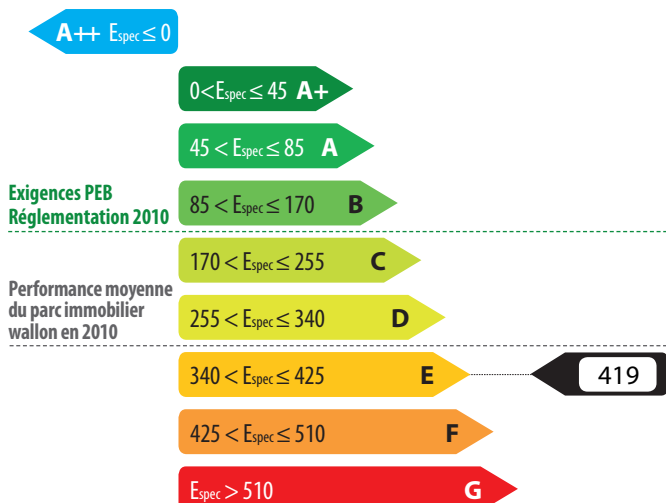 A++ Espec ≤ 0
0 < Espec ≤ 45 A+
45 < Espec ≤ 85 A
Exigences PEB
Réglementation 2010
85 < Espec ≤ 170 B
170 < Espec ≤ 255 C
Performance moyenne
du parc immobilier
wallon en 2010
255 < Espec ≤ 340 D
340 < Espec ≤ 425 E
419
425 < Espec ≤ 510 F
Espec > 510 G